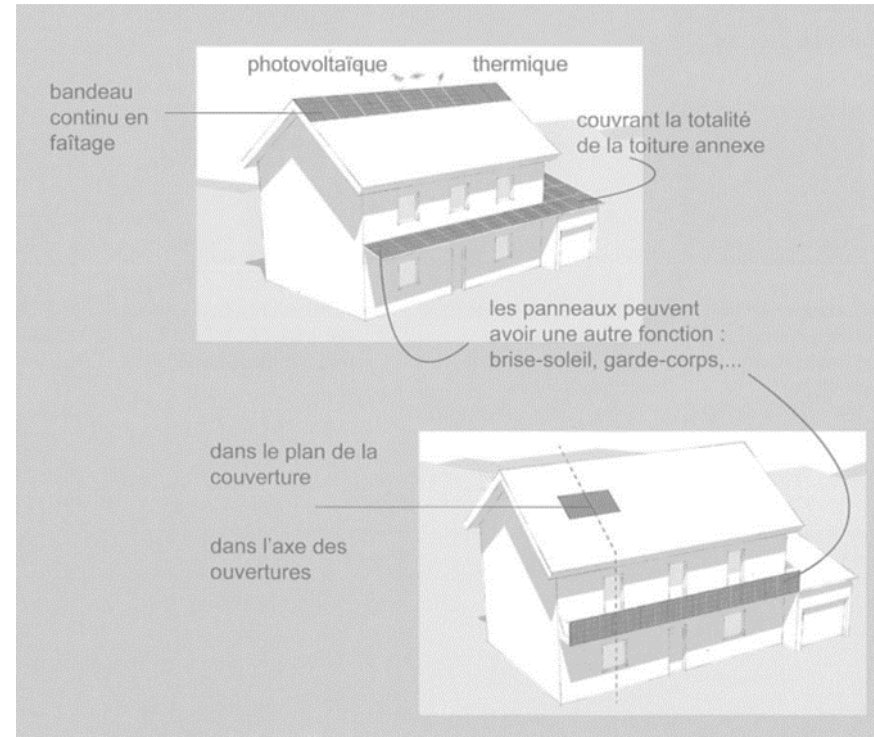 photovoltaïque thermique
bandeau
continu en
faîtage
couvrant la totalité
de la toiture annexe
les panneaux peuvent
avoir une autre fonction :
brise-soleil, garde-corps,...
dans le plan de la
couverture
dans l'axe des
ouvertures